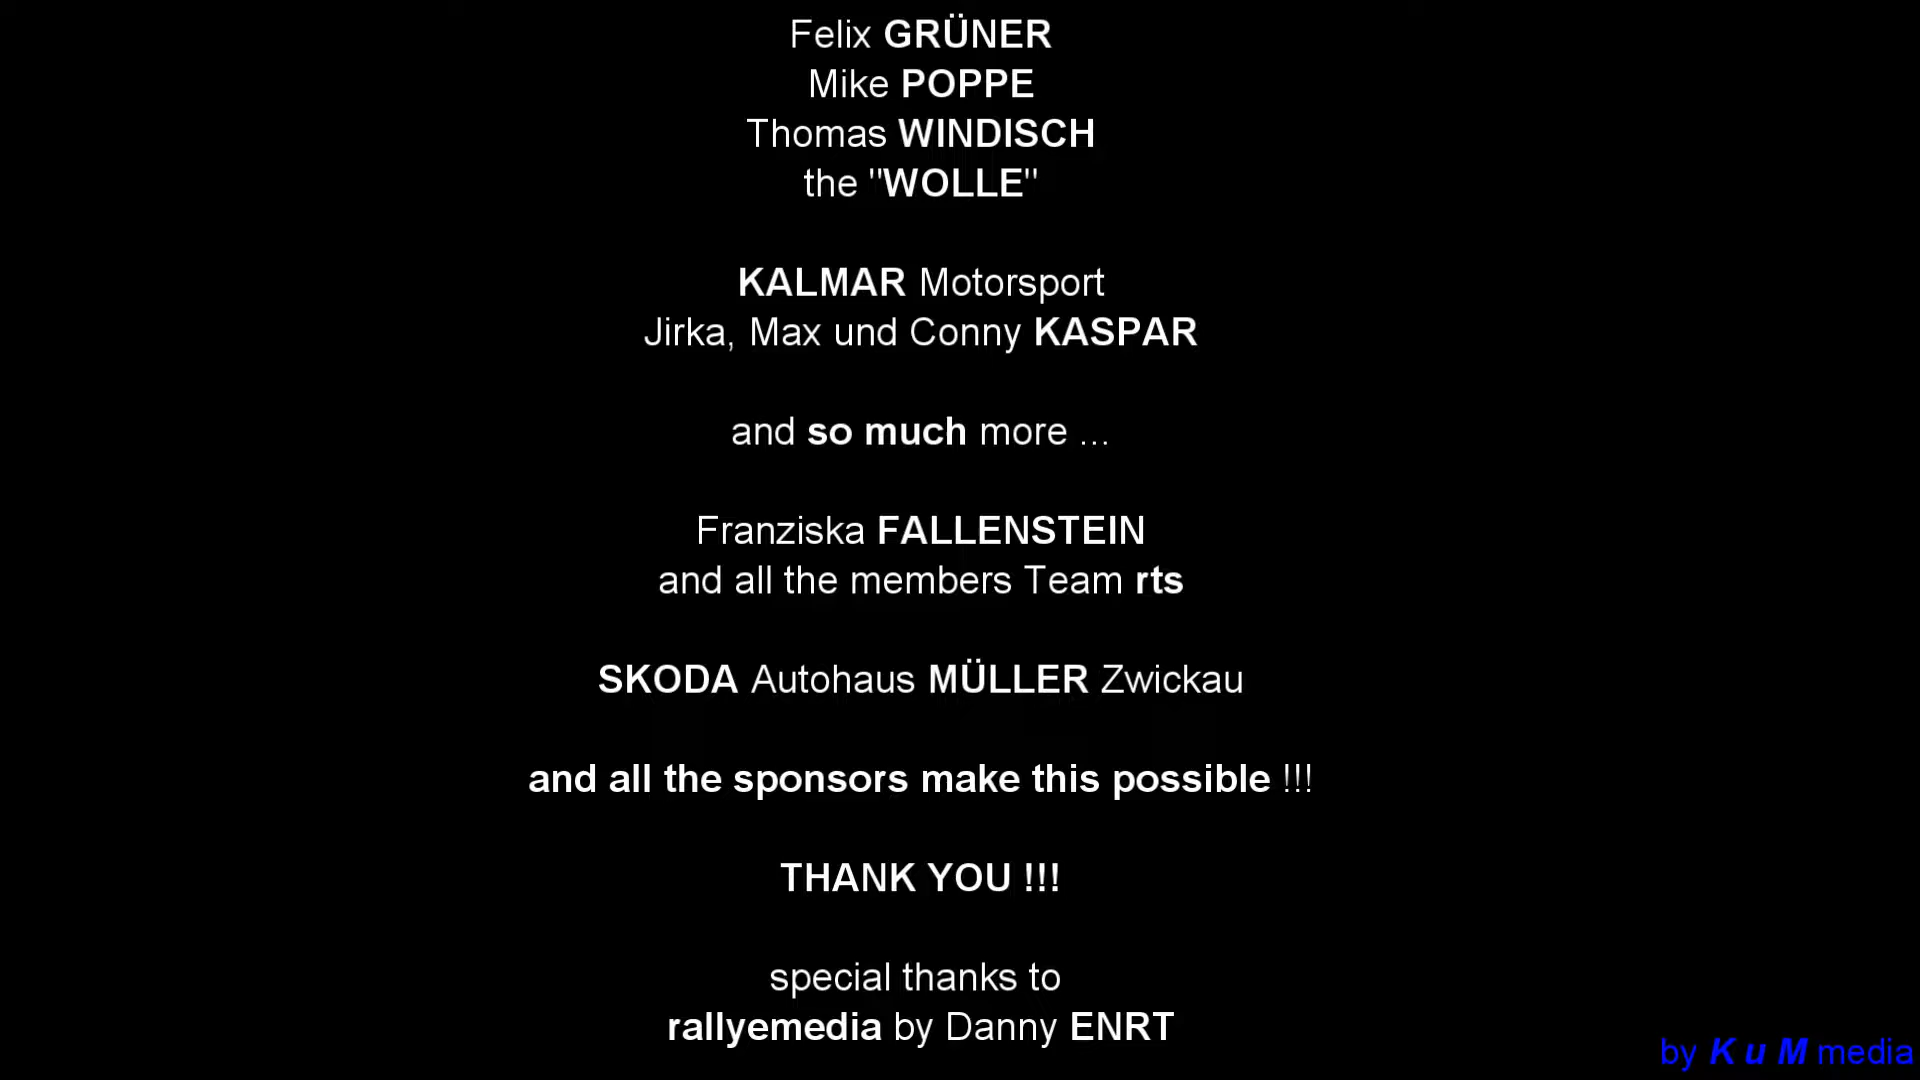 Felix GRÜNER
Mike POPPE
Thomas WINDISCH
the "WOLLE"
KALMAR Motorsport
Jirka, Max und Conny KASPAR
and so much more ...
Franziska FALLENSTEIN
and all the members Team rts
SKODA Autohaus MÜLLER Zwickau
and all the sponsors make this possible !!!
THANK YOU !!!
special thanks to
rallyemedia by Danny ENRT
by K u M media